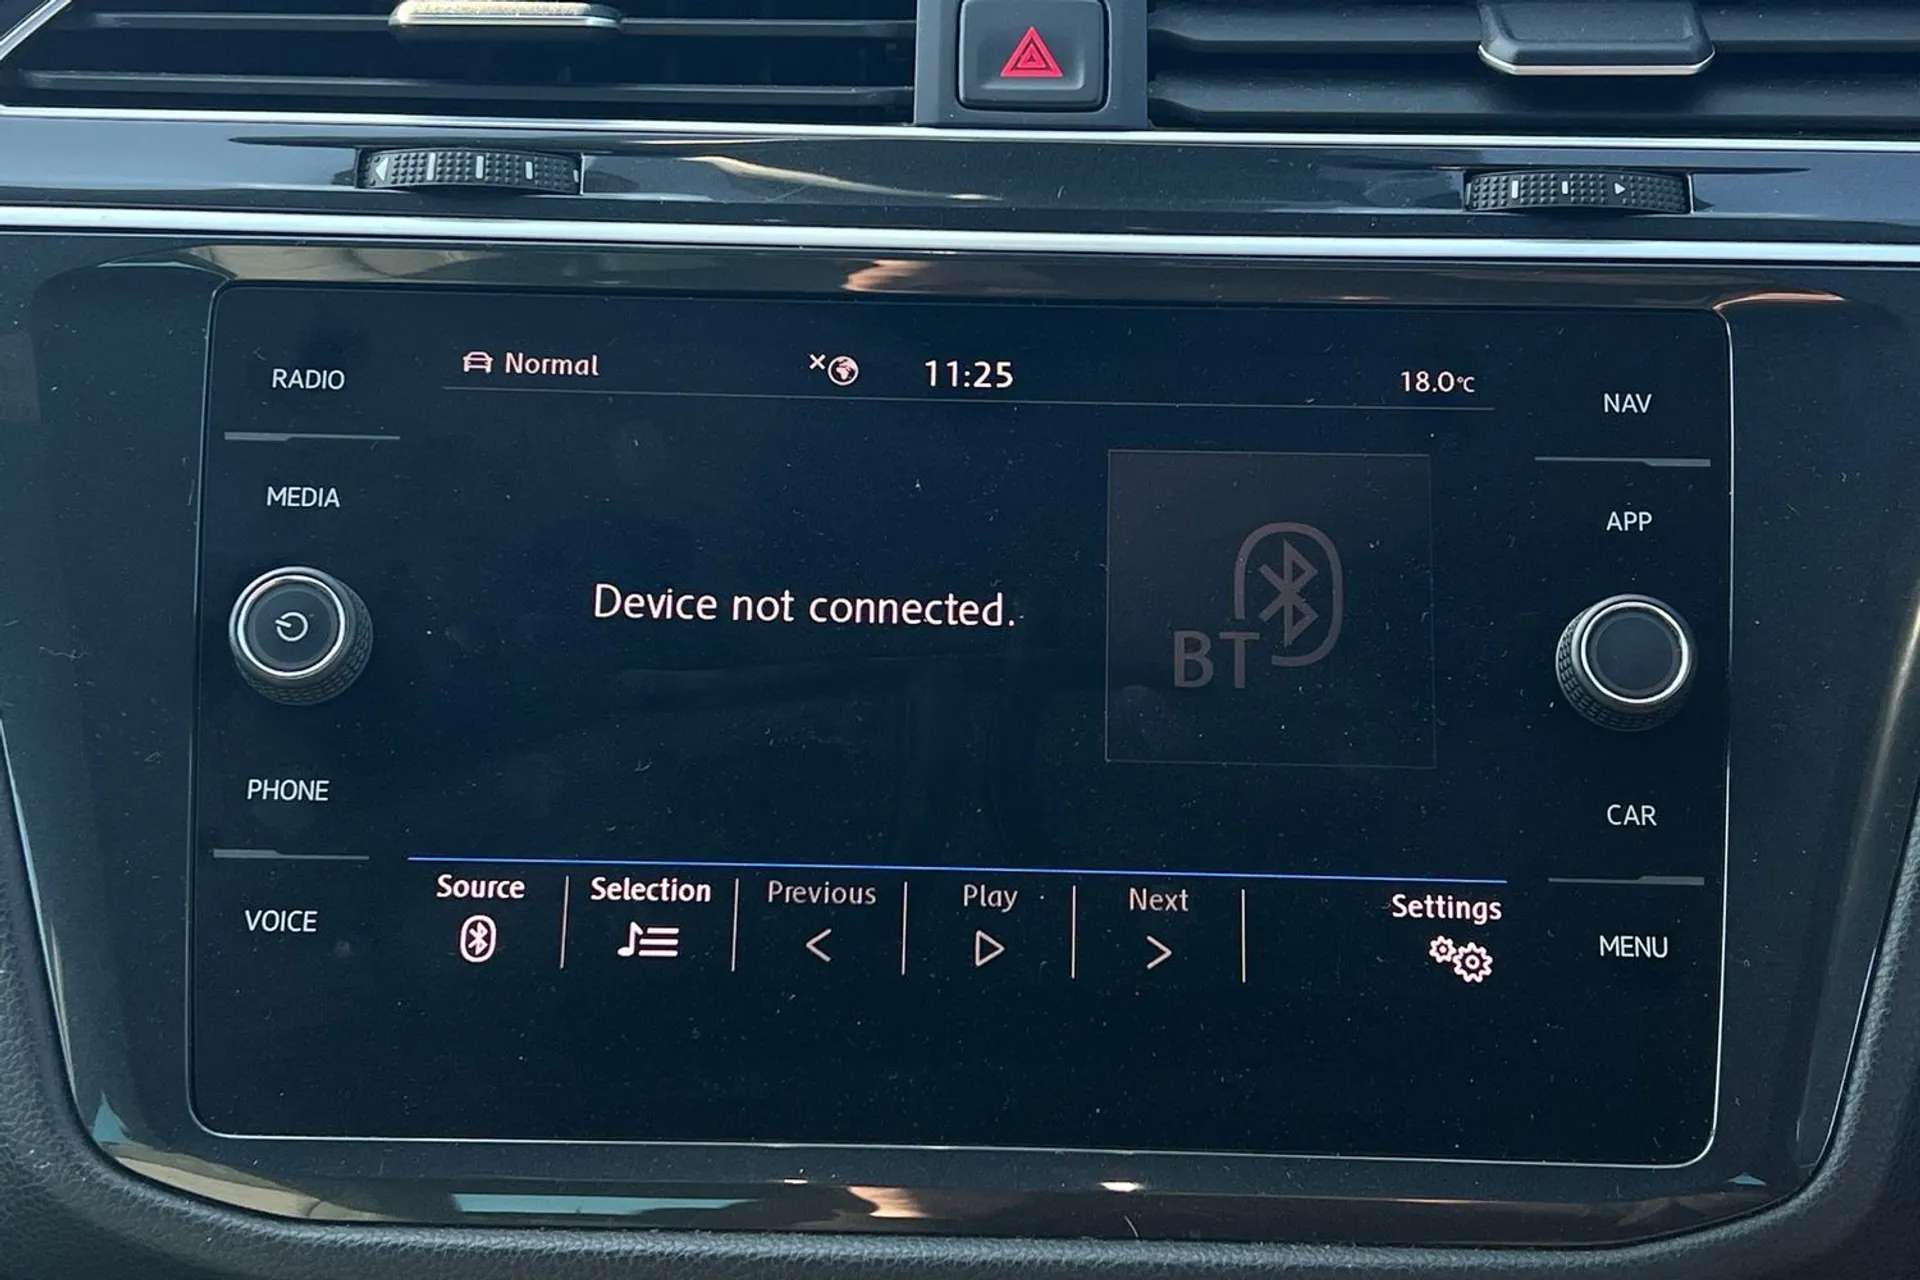 RADIO
MEDIA
PHONE
VOICE
Normal
11:25
18.0°C
Device not connected.
BT
Source
Selection
Previous
Play
Next
Settings
NAV
APP
CAR
MENU